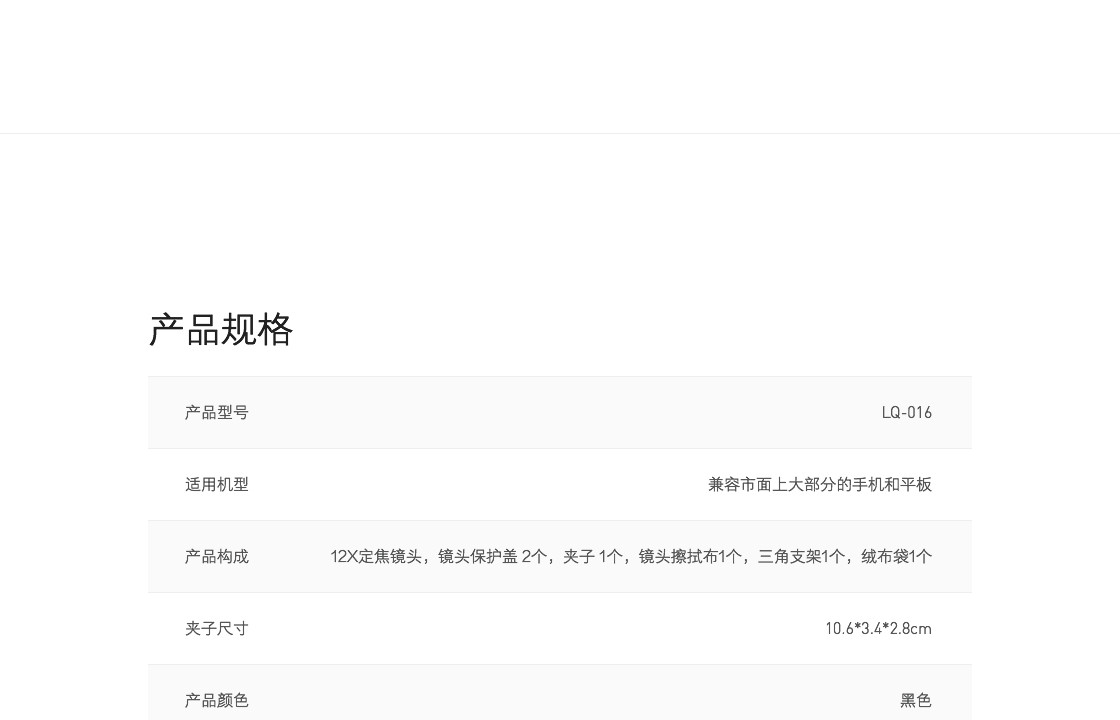 产品规格
产品型号 LQ-016
适用机型 兼容市面上大部分的手机和平板
产品构成 12X定焦镜头，镜头保护盖 2个，夹子 1个，镜头擦拭布1个，三角支架1个，绒布袋1个
夹子尺寸 10.6*3.4*2.8cm
产品颜色 黑色